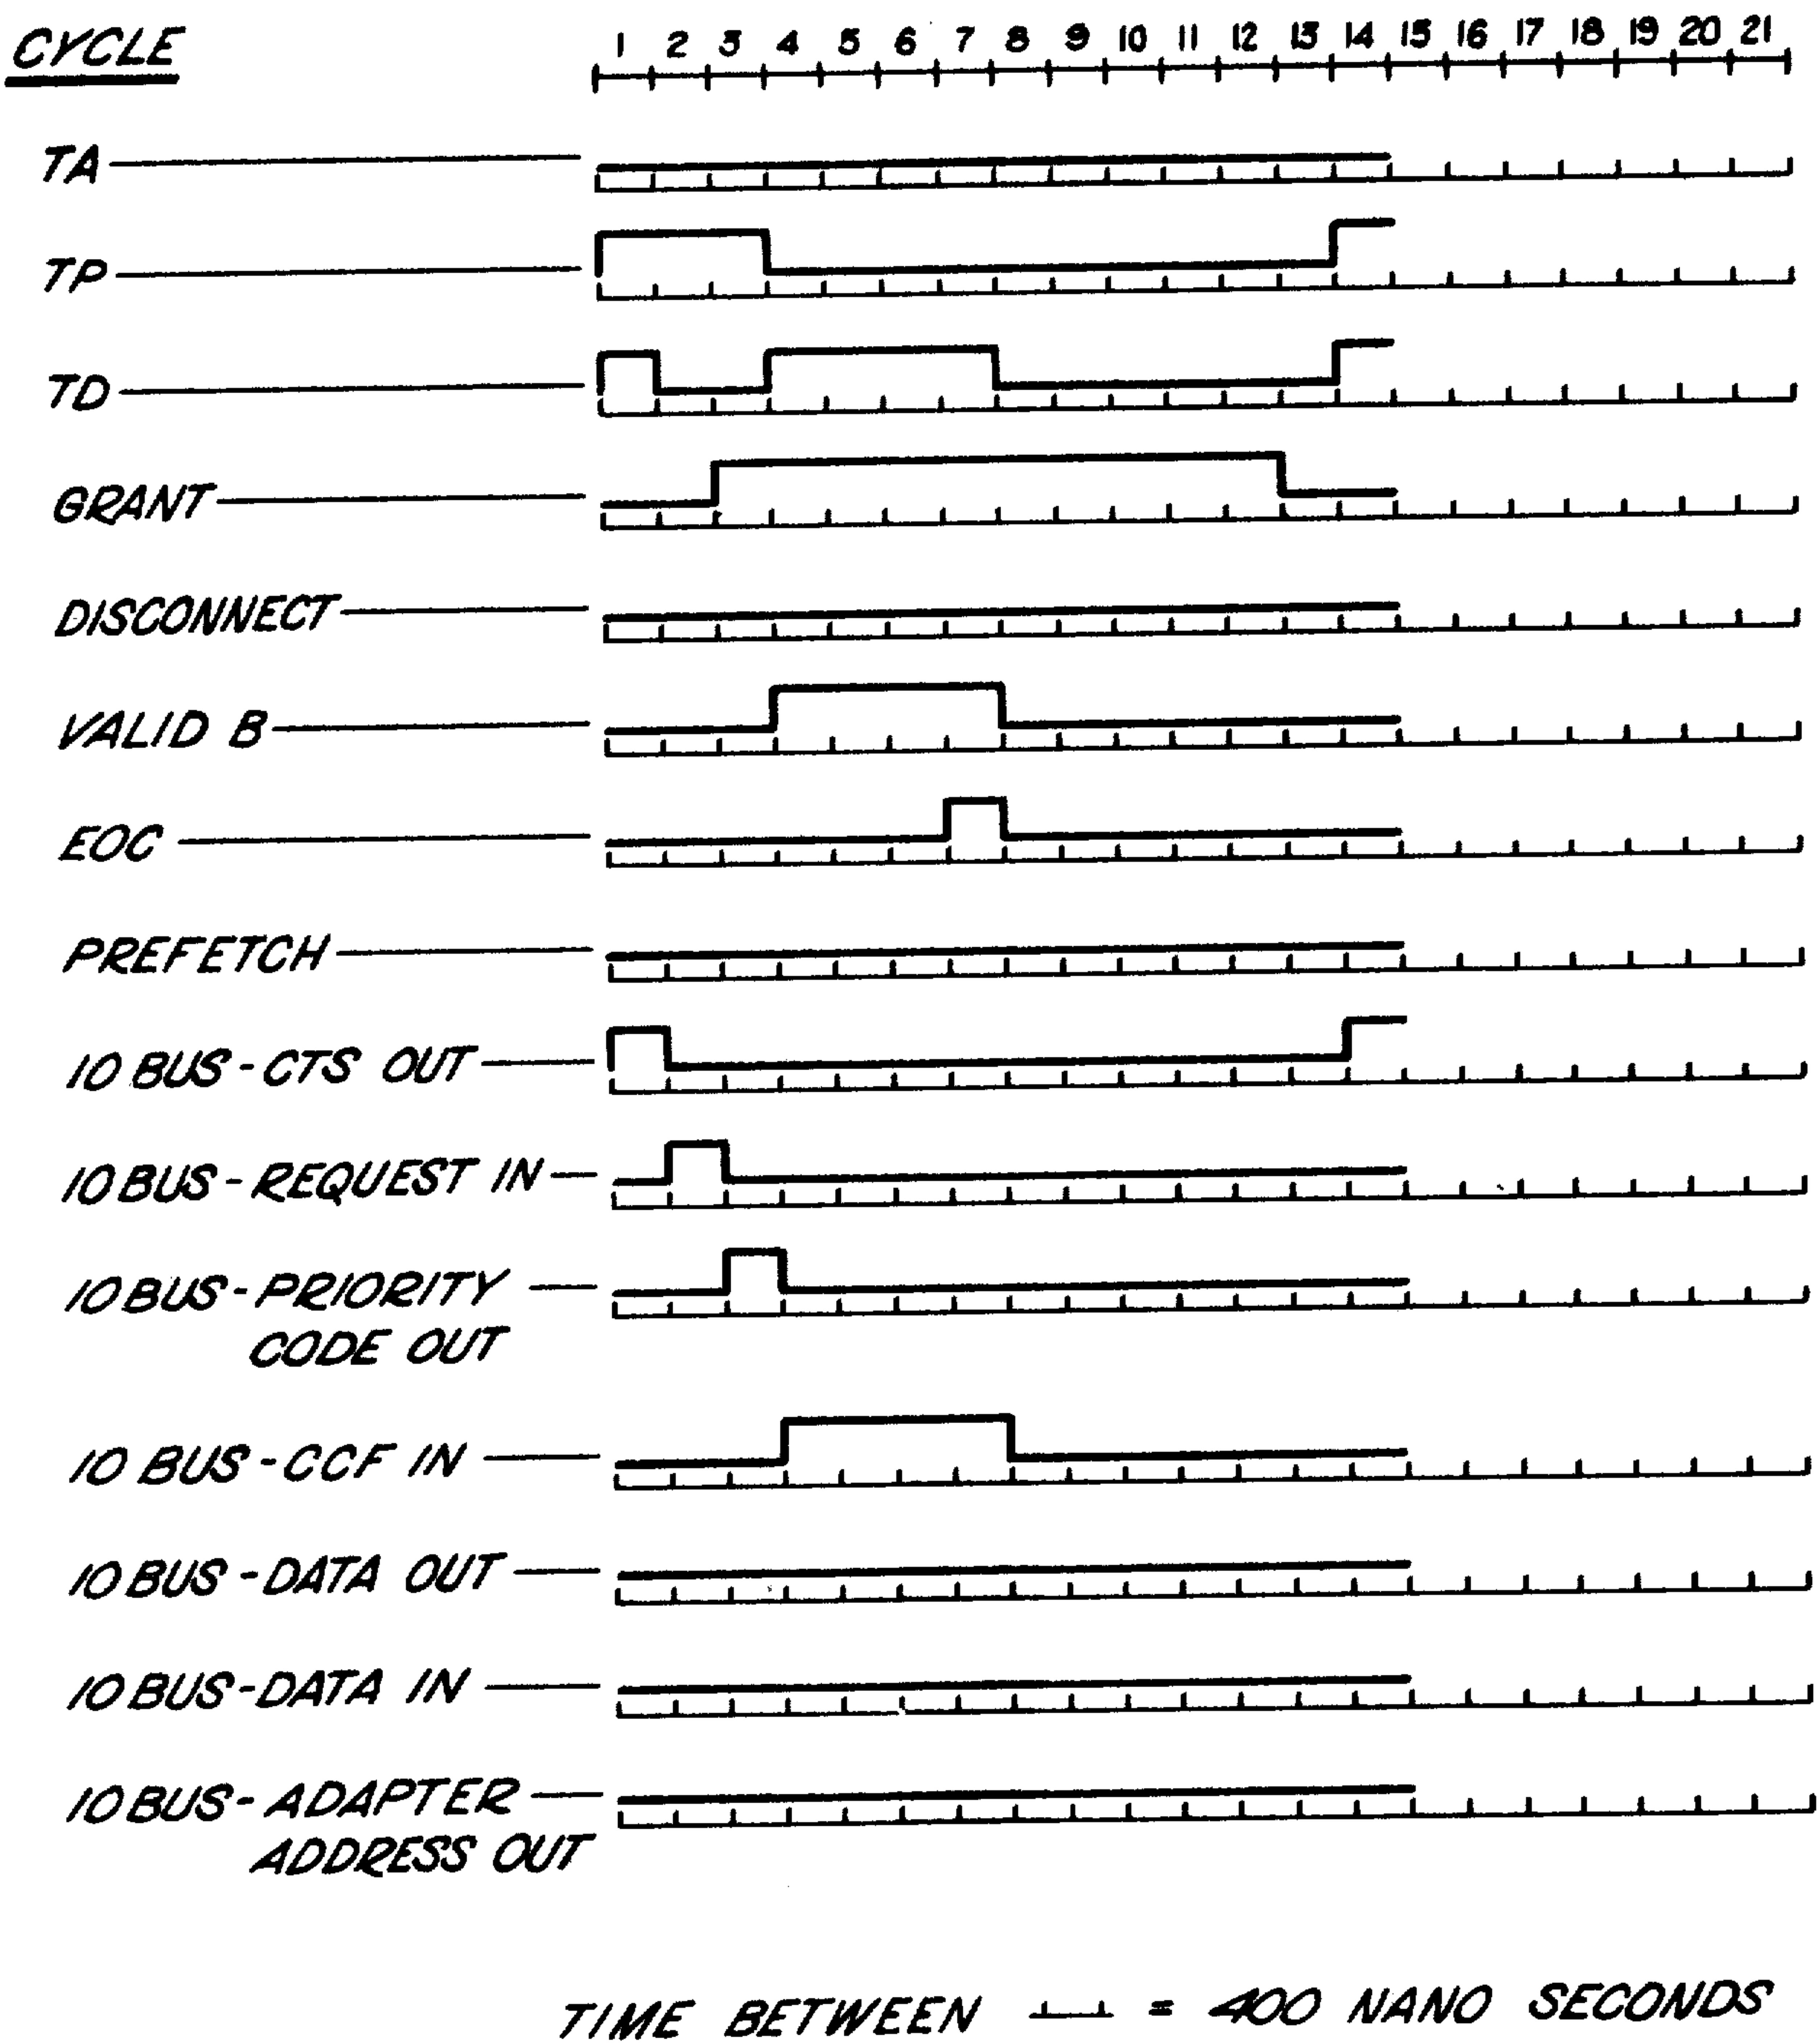 CYCLE 1 2 3 4 5 6 7 8 9 10 11 12 13 14 15 16 17 18 19 20 21
TA
TP
TD
GRANT
DISCONNECT
VALID B
EOC
PREFETCH
IO BUS-CTS OUT
IO BUS-REQUEST IN
IO BUS-PRIORITY
CODE OUT
IO BUS-CCF IN
IO BUS-DATA OUT
IO BUS-DATA IN
IO BUS-ADAPTER
ADDRESS OUT
TIME BETWEEN = 400 NANO SECONDS